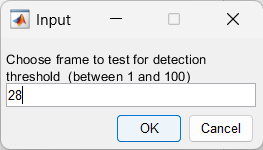 Input
Choose frame to test for detection
threshold (between 1 and 100)
28
OK Cancel